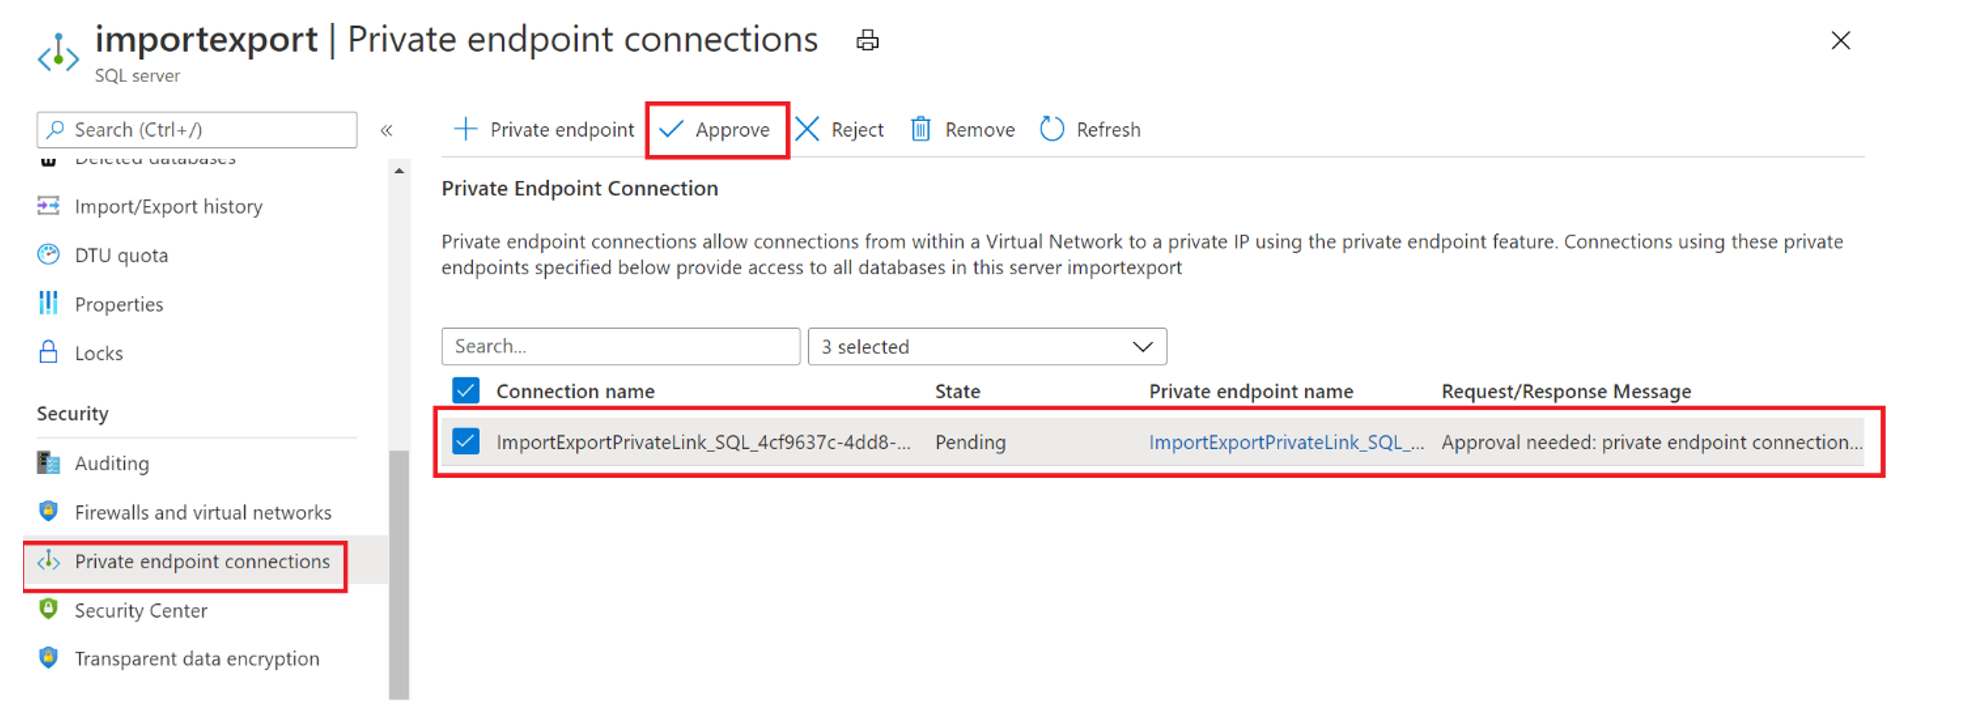 importexport | Private endpoint connections
SQL server
Search (Ctrl+/)
«
Deleted databases
Import/Export history
DTU quota
Properties
Locks
Security
Auditing
Firewalls and virtual networks
Private endpoint connections
Security Center
Transparent data encryption
Private endpoint Approve Reject Remove Refresh
Private Endpoint Connection
Private endpoint connections allow connections from within a Virtual Network to a private IP using the private endpoint feature. Connections using these private
endpoints specified below provide access to all databases in this server importexport
Search... 3 selected
Connection name State Private endpoint name Request/Response Message
ImportExportPrivateLink_SQL_4cf9637c-4dd8-... Pending ImportExportPrivateLink_SQL_... Approval needed: private endpoint connection...